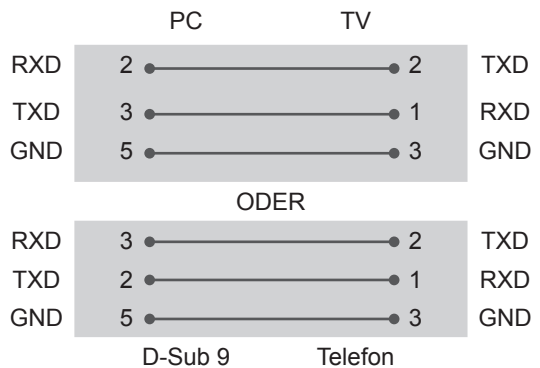 PC TV
RXD 2 2 TXD
TXD 3 1 RXD
GND 5 3 GND
ODER
RXD 3 2 TXD
TXD 2 1 RXD
GND 5 3 GND
D-Sub 9 Telefon